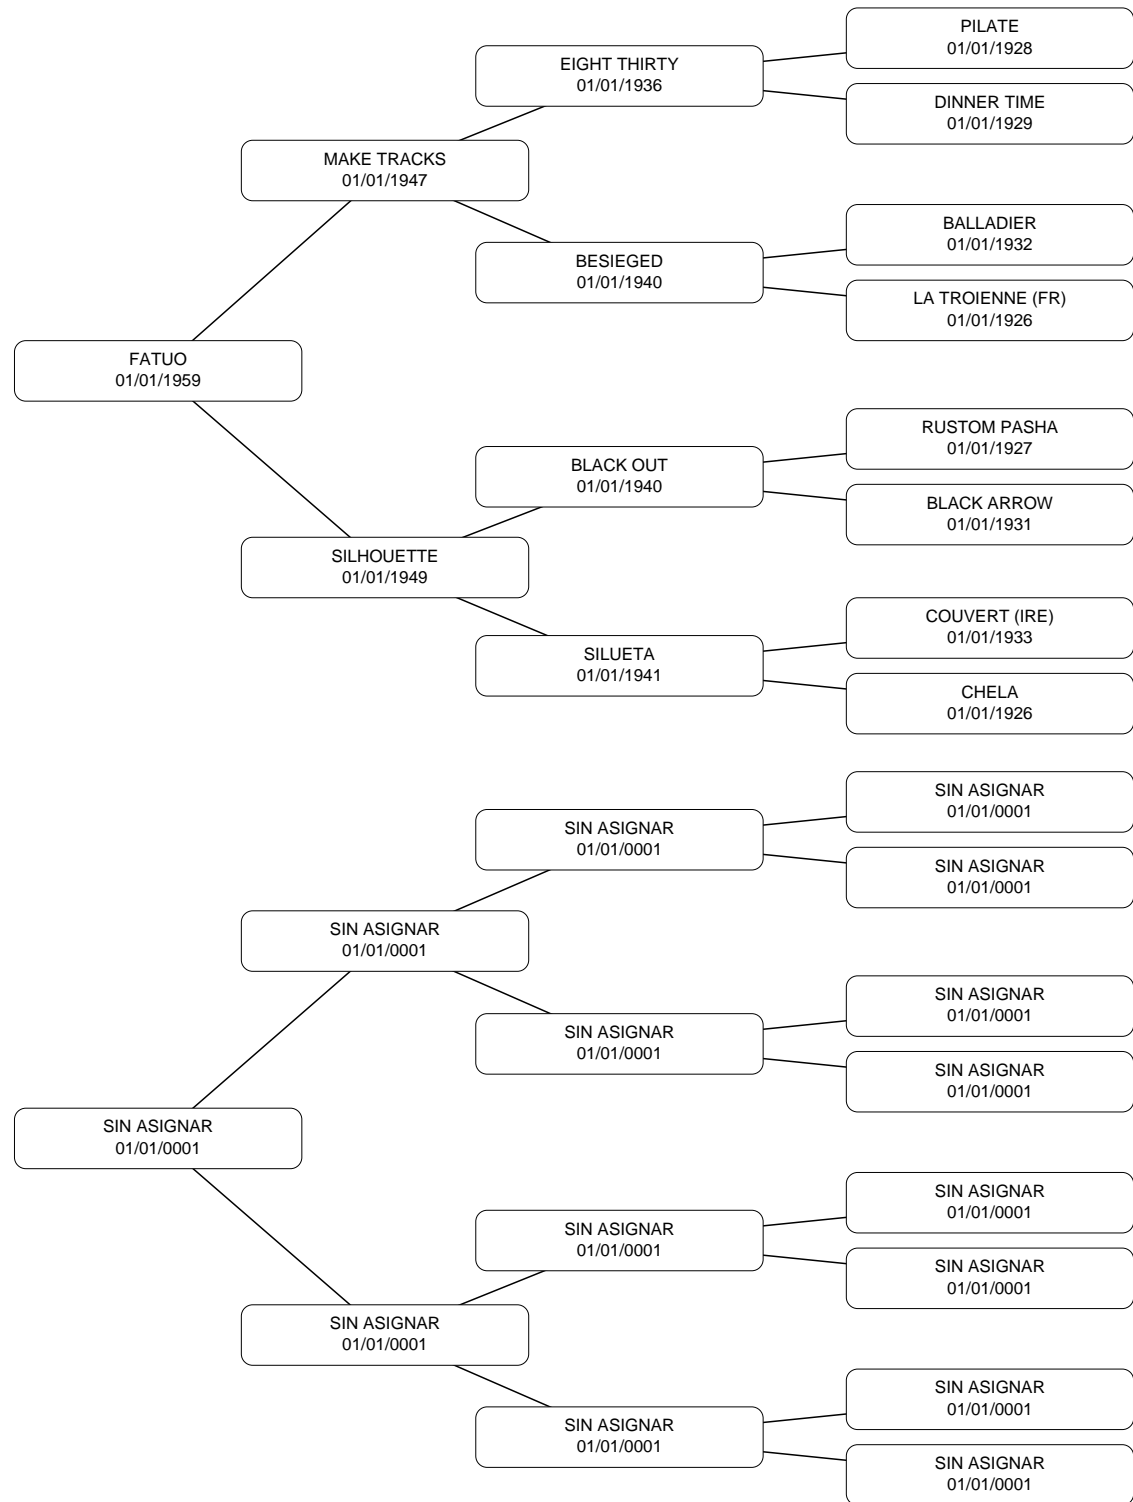 PILATE
01/01/1928
EIGHT THIRTY
01/01/1936
DINNER TIME
01/01/1929
MAKE TRACKS
01/01/1947
BALLADIER
01/01/1932
BESIEGED
01/01/1940
LA TROIENNE (FR)
01/01/1926
FATUO
01/01/1959
RUSTOM PASHA
01/01/1927
BLACK OUT
01/01/1940
BLACK ARROW
01/01/1931
SILHOUETTE
01/01/1949
COUVERT (IRE)
01/01/1933
SILUETA
01/01/1941
CHELA
01/01/1926
SIN ASIGNAR
01/01/0001
SIN ASIGNAR
01/01/0001
SIN ASIGNAR
01/01/0001
SIN ASIGNAR
01/01/0001
SIN ASIGNAR
01/01/0001
SIN ASIGNAR
01/01/0001
SIN ASIGNAR
01/01/0001
SIN ASIGNAR
01/01/0001
SIN ASIGNAR
01/01/0001
SIN ASIGNAR
01/01/0001
SIN ASIGNAR
01/01/0001
SIN ASIGNAR
01/01/0001
SIN ASIGNAR
01/01/0001
SIN ASIGNAR
01/01/0001
SIN ASIGNAR
01/01/0001